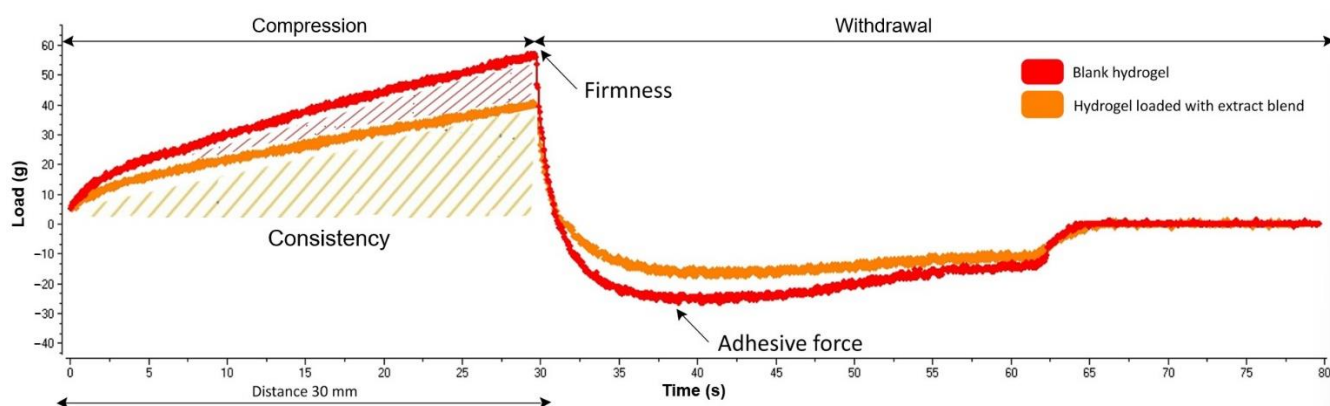 Compression
Withdrawal
60
50
40
30
20
10
0
−10
−20
−30
−40
Load (g)
Firmness
Blank hydrogel
Hydrogel loaded with extract blend
Consistency
Adhesive force
0 5 10 15 20 25 30 35 40 45 50 55 60 65 70 75 80
Distance 30 mm
Time (s)